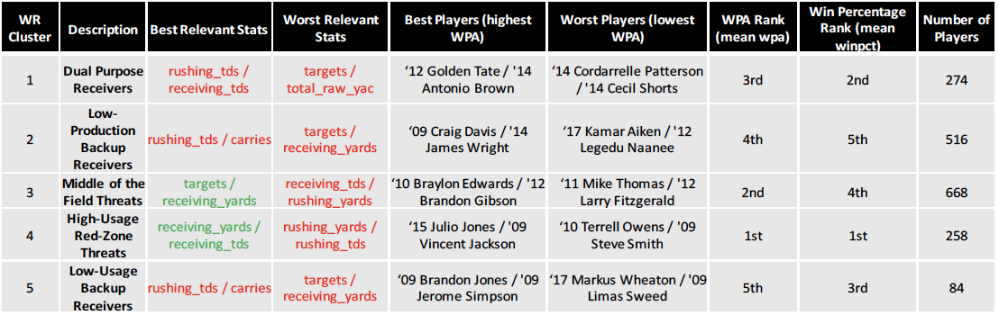 WR Cluster	Description	Best Relevant Stats	Worst Relevant Stats	Best Players (highest WPA)	Worst Players (lowest WPA)	WPA Rank (mean wpa)	Win Percentage Rank (mean winpct)	Number of Players
1	Dual Purpose Receivers	rushing_tds / receiving_tds	targets / total_raw_yac	‘12 Golden Tate / '14 Antonio Brown	‘14 Cordarrelle Patterson / '14 Cecil Shorts	3rd	2nd	274
2	Low-Production Backup Receivers	rushing_tds / carries	targets / receiving_yards	‘09 Craig Davis / '14 James Wright	‘17 Kamar Aiken / '12 Legedu Naanee	4th	5th	516
3	Middle of the Field Threats	targets / receiving_yards	receiving_tds / rushing_yards	‘10 Braylon Edwards / '12 Brandon Gibson	‘11 Mike Thomas / '12 Larry Fitzgerald	2nd	4th	668
4	High-Usage Red-Zone Threats	receiving_yards / receiving_tds	rushing_yards / rushing_tds	‘15 Julio Jones / '09 Vincent Jackson	‘10 Terrell Owens / '09 Steve Smith	1st	1st	258
5	Low-Usage Backup Receivers	rushing_tds / carries	targets / receiving_yards	‘09 Brandon Jones / '09 Jerome Simpson	‘17 Markus Wheaton / '09 Limas Sweed	5th	3rd	84